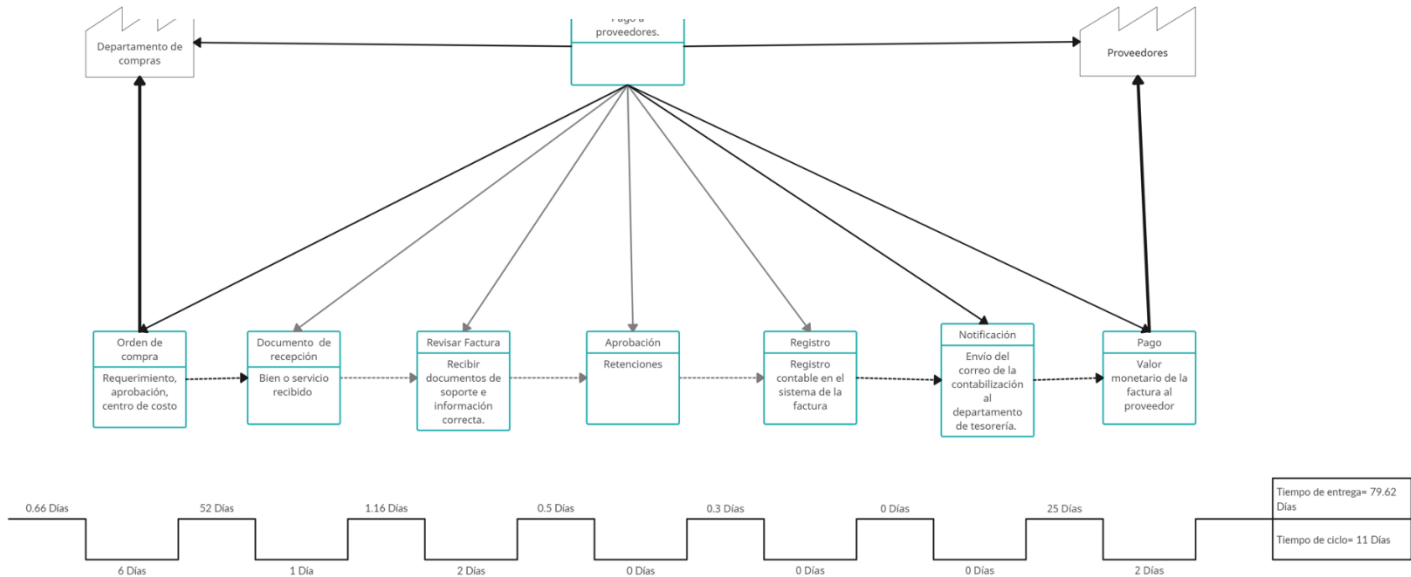 Pago a
proveedores.
Departamento de
compras
Proveedores
Orden de
compra
Requerimiento,
aprobación,
centro de costo
Documento de
recepción
Bien o servicio
recibido
Revisar Factura
Recibir
documentos de
soporte e
información
correcta.
Aprobación
Retenciones
Registro
Registro
contable en el
sistema de la
factura
Notificación
Envío del
correo de la
contabilización
al
departamento
de tesorería.
Pago
Valor
monetario de la
factura al
proveedor
0.66 Días
52 Días
1.16 Días
0.5 Días
0.3 Días
0 Días
25 Días
6 Días
1 Día
2 Días
0 Días
0 Días
0 Días
2 Días
Tiempo de entrega= 79.62
Días
Tiempo de ciclo= 11 Días